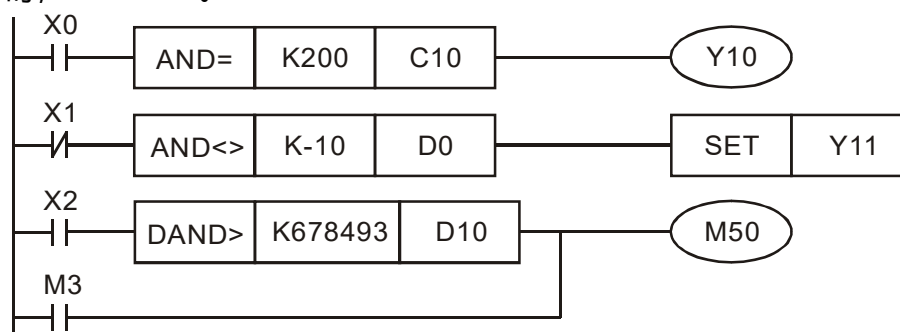 X0
AND= K200 C10 Y10
X1
AND<> K-10 D0 SET Y11
X2
DAND> K678493 D10 M50
M3